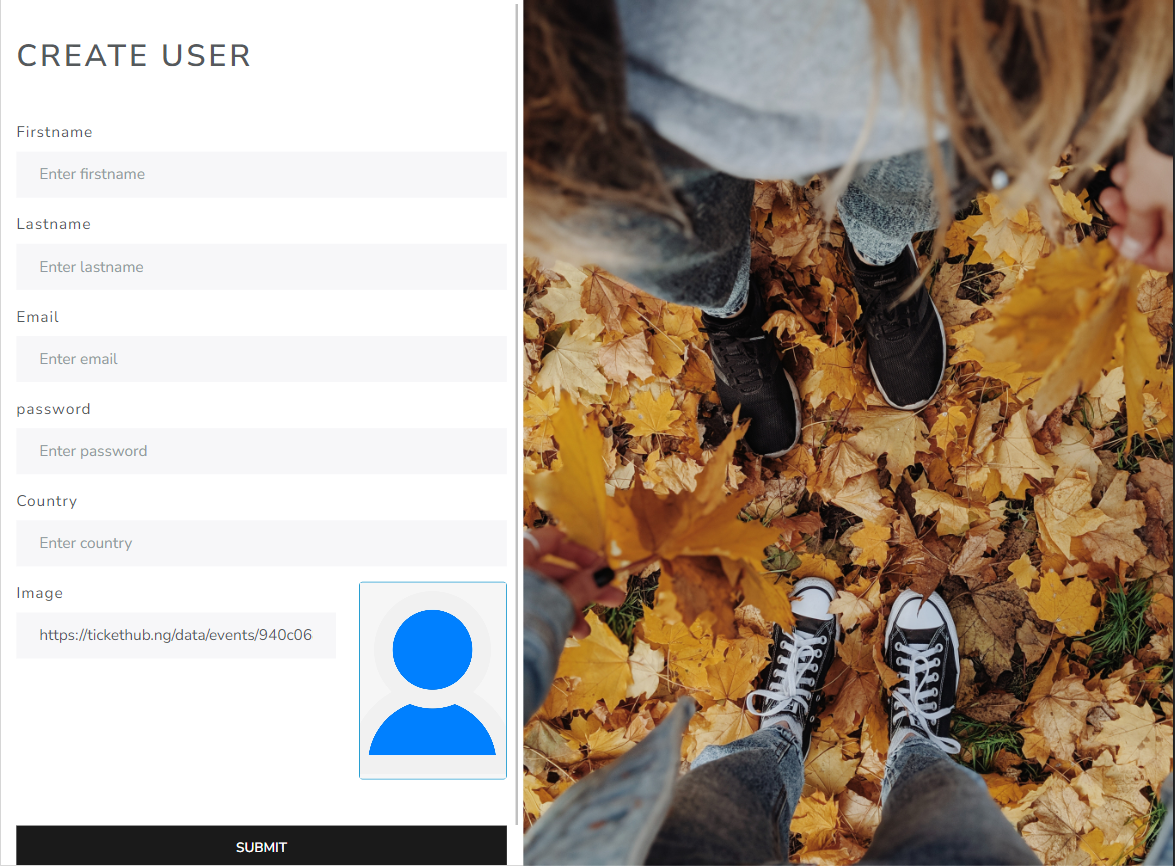 CREATE USER
Firstname
Enter firstname
Lastname
Enter lastname
Email
Enter email
password
Enter password
Country
Enter country
Image
https://tickethub.ng/data/events/940c06
SUBMIT